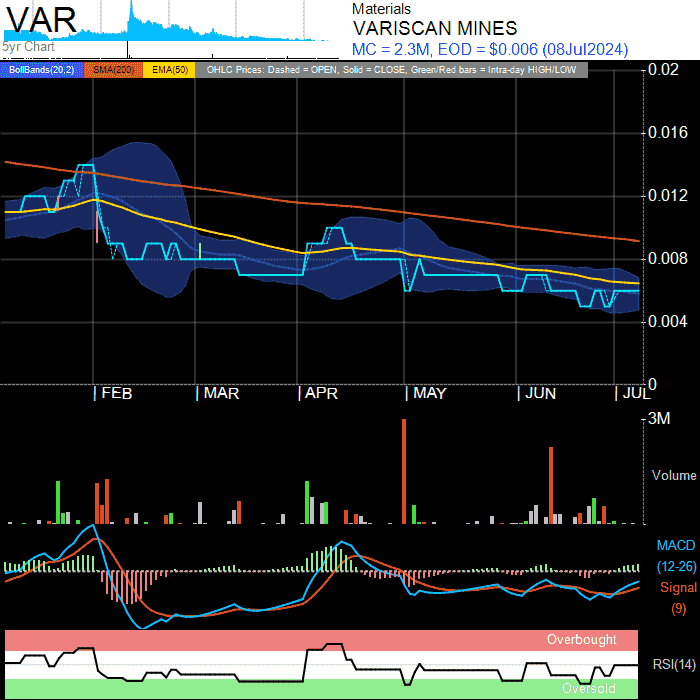 VAR
5yr Chart
Materials
VARISCAN MINES
MC = 2.3M, EOD = $0.006 (08Jul2024)
BollBands(20,2) SMA(200) EMA(50) OHLC Prices: Dashed = OPEN, Solid = CLOSE, Green/Red bars = Intra-day HIGH/LOW
0.02
0.016
0.012
0.008
0.004
0
FEB MAR APR MAY JUN JUL
3M
Volume
MACD
(12-26)
Signal
(9)
Overbought
RSI(14)
Oversold